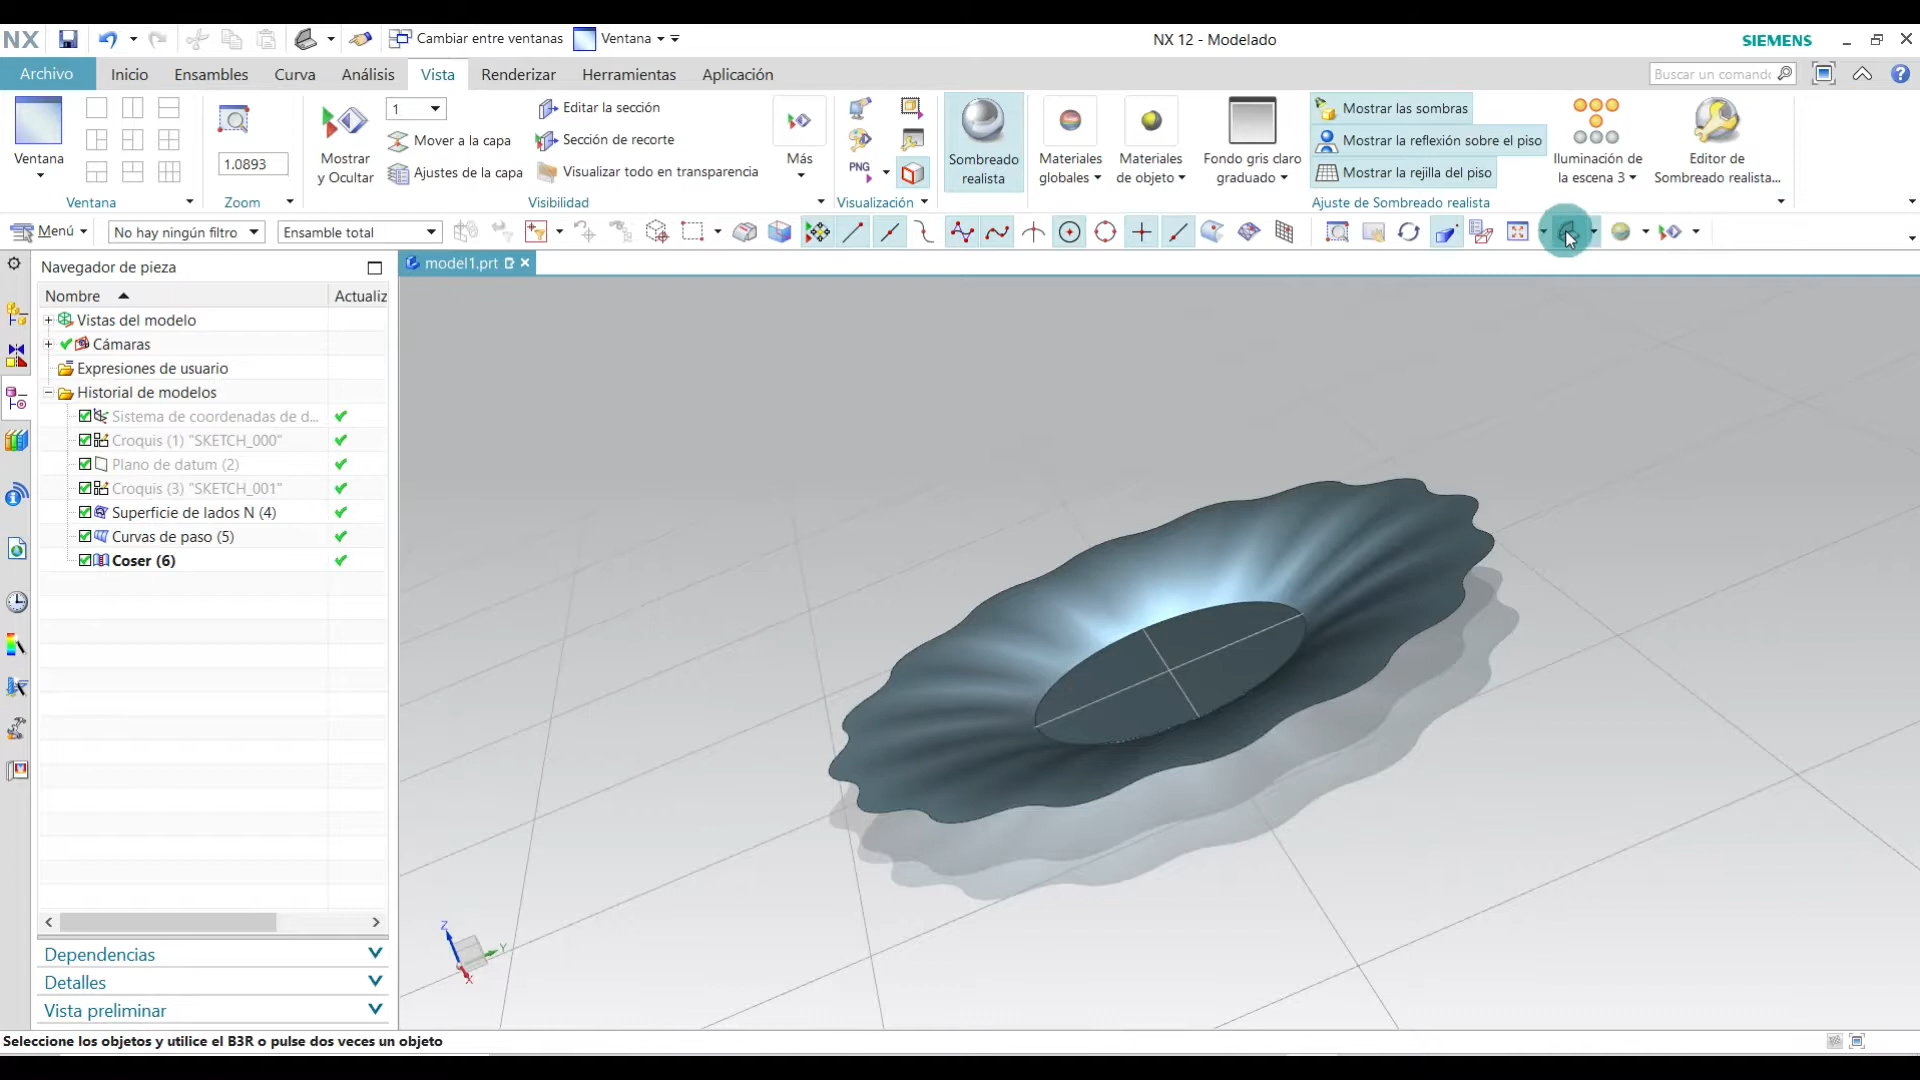 NX
Cambiar entre ventanas
Ventana
NX 12 - Modelado
SIEMENS
Archivo
Inicio
Ensambles
Curva
Análisis
Vista
Renderizar
Herramientas
Aplicación
Buscar un comando
Ventana
1.0893
Mostrar
y Ocultar
1
Mover a la capa
Ajustes de la capa
Editar la sección
Sección de recorte
Visualizar todo en transparencia
Más
PNG
Sombreado
realista
Materiales
globales
Materiales
de objeto
Fondo gris claro
graduado
Mostrar las sombras
Mostrar la reflexión sobre el piso
Mostrar la rejilla del piso
Iluminación de
la escena 3
Editor de
Sombreado realista...
Ventana
Zoom
Visibilidad
Visualización
Ajuste de Sombreado realista
Menú
No hay ningún filtro
Ensamble total
Navegador de pieza
model1.prt
Nombre
Actualiz
Vistas del modelo
Cámaras
Expresiones de usuario
Historial de modelos
Sistema de coordenadas de d...
Croquis (1) "SKETCH_000"
Plano de datum (2)
Croquis (3) "SKETCH_001"
Superficie de lados N (4)
Curvas de paso (5)
Coser (6)
Z
Y
X
Dependencias
Detalles
Vista preliminar
Seleccione los objetos y utilice el B3R o pulse dos veces un objeto